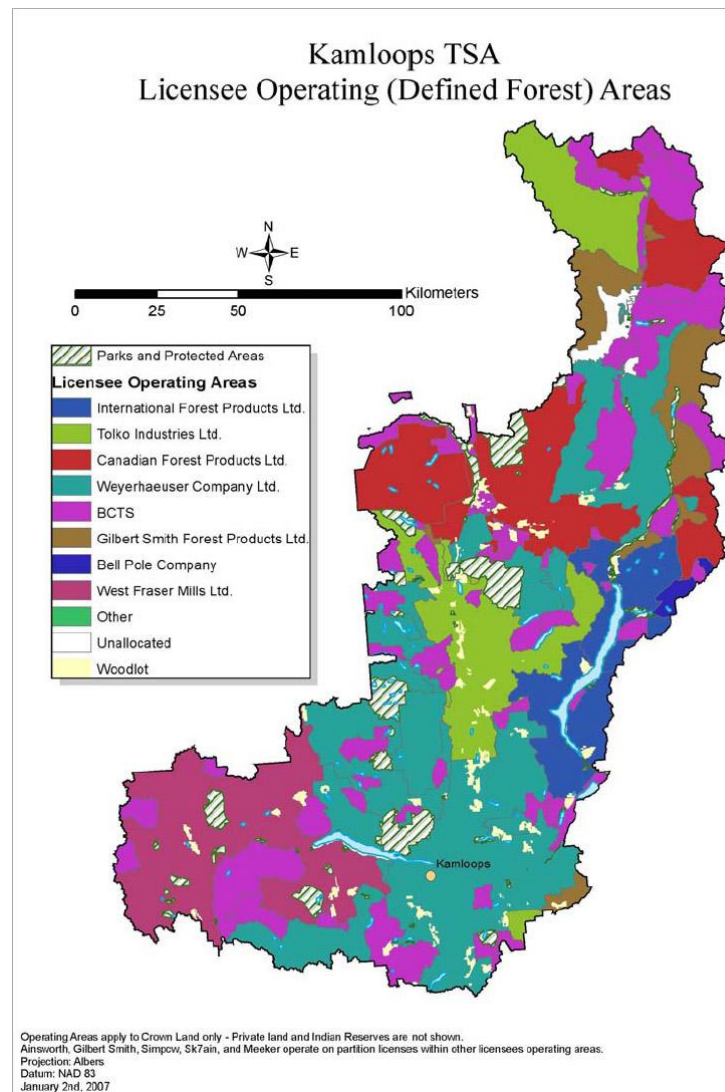 Kamloops TSA
Licensee Operating (Defined Forest) Areas
N
W E
S
Kilometers
0 25 50 100
Parks and Protected Areas
Licensee Operating Areas
International Forest Products Ltd.
Tolko Industries Ltd.
Canadian Forest Products Ltd.
Weyerhaeuser Company Ltd.
BCTS
Gilbert Smith Forest Products Ltd.
Bell Pole Company
West Fraser Mills Ltd.
Other
Unallocated
Woodlot
Kamloops
Operating Areas apply to Crown Land only - Private land and Indian Reserves are not shown.
Ainsworth, Gilbert Smith, Simpcw, Sk7ain, and Meeker operate on partition licenses within other licensees operating areas.
Projection: Albers
Datum: NAD 83
January 2nd, 2007